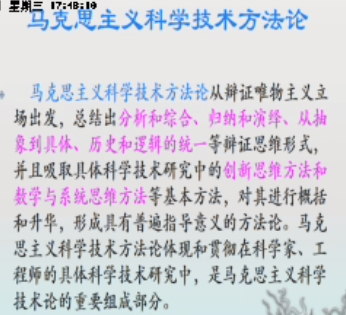 星期三 17:48:10
马克思主义科学技术方法论
马克思主义科学技术方法论从辩证唯物主义立
场出发，总结出分析和综合、归纳和演绎、从抽
象到具体、历史和逻辑的统一等辩证思维形式，
并且吸取具体科学技术研究中的创新思维方法和
数学与系统思维方法等基本方法，对其进行概括
和升华，形成具有普遍指导意义的方法论。马克
思主义科学技术方法论体现和贯彻在科学家、工
程师的具体科学技术研究中，是马克思主义科学
技术论的重要组成部分。